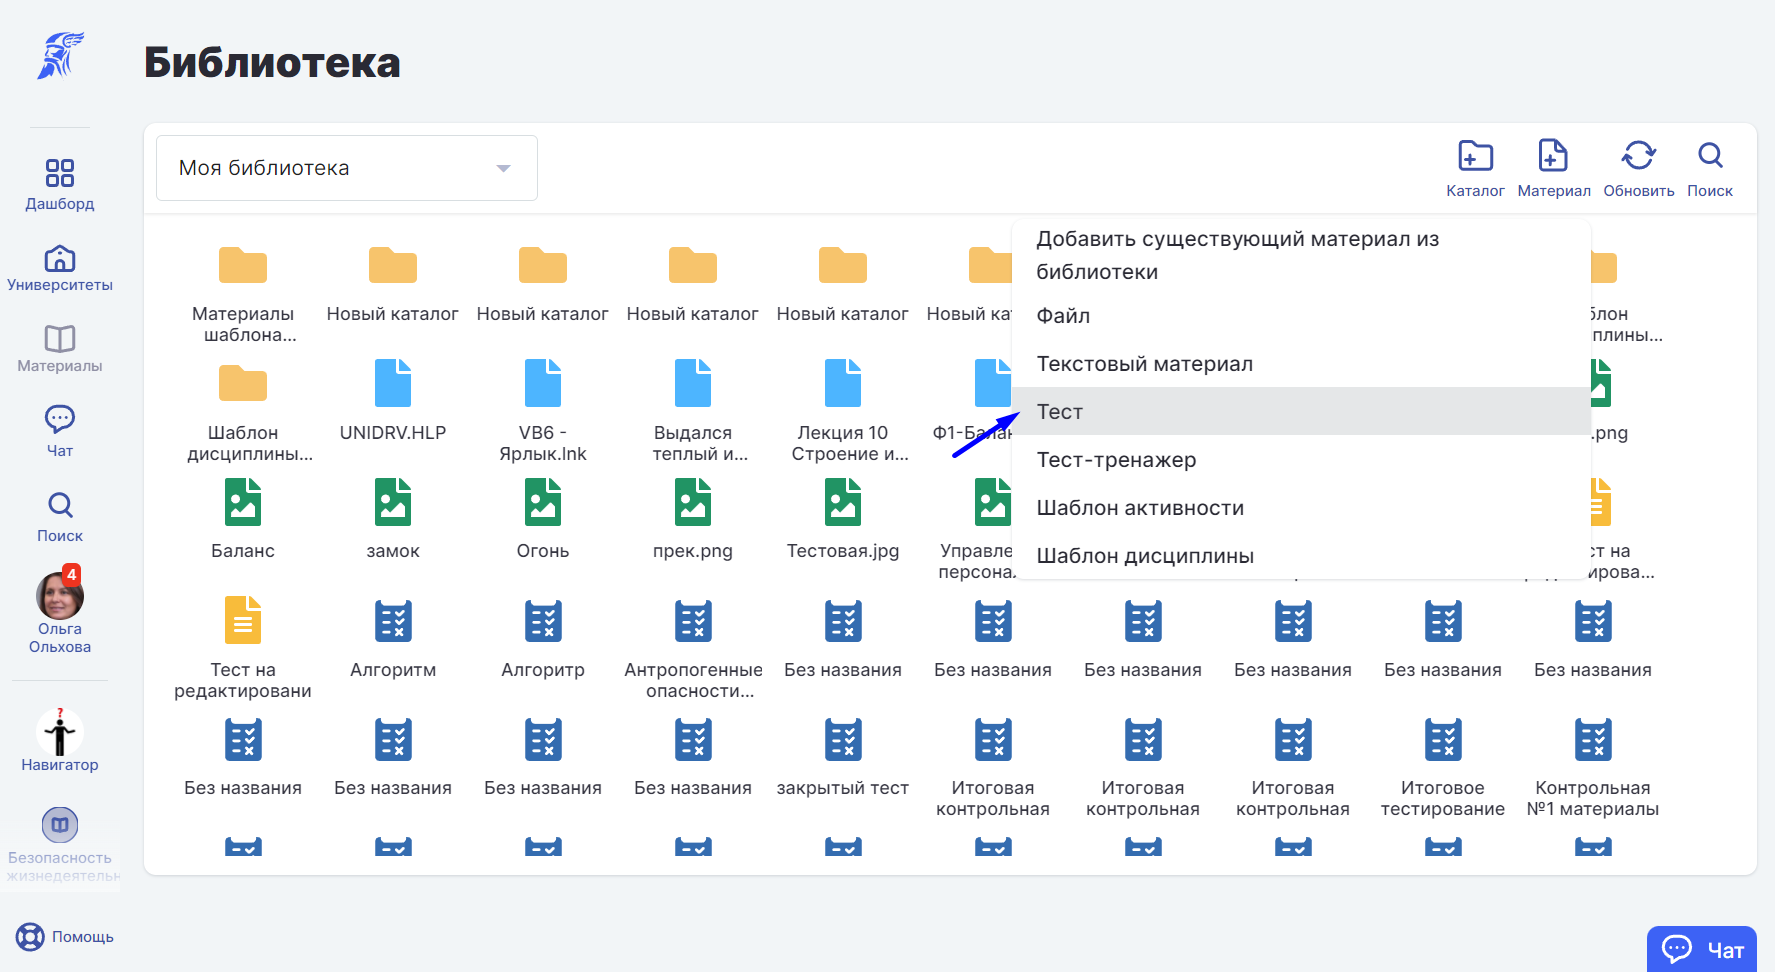 Библиотека
Моя библиотека
Каталог
Материал
Обновить
Поиск
Дашборд
Университеты
Материалы
Чат
Поиск
4
Ольга
Ольхова
?
Навигатор
Безопасность
жизнедеятельн
Помощь
Добавить существующий материал из
библиотеки
Файл
Текстовый материал
Тест
Тест-тренажер
Шаблон активности
Шаблон дисциплины
Материалы
шаблона...
Новый каталог
Новый каталог
Новый каталог
Новый каталог
Новый ка
блон
плины...
Шаблон
дисциплины...
UNIDRV.HLP
VB6 -
Ярлык.lnk
Выдался
теплый и...
Лекция 10
Строение и...
Ф1-Балан
.png
Баланс
замок
Огонь
прек.png
Тестовая.jpg
Управле
персонал
ст на
ирова...
Тест на
редактировани
Алгоритм
Алгоритр
Антропогенные
опасности...
Без названия
Без названия
Без названия
Без названия
Без названия
Без названия
Без названия
Без названия
Без названия
Без названия
закрытый тест
Итоговая
контрольная
Итоговая
контрольная
Итоговая
контрольная
Итоговое
тестирование
Контрольная
№1 материалы
Чат